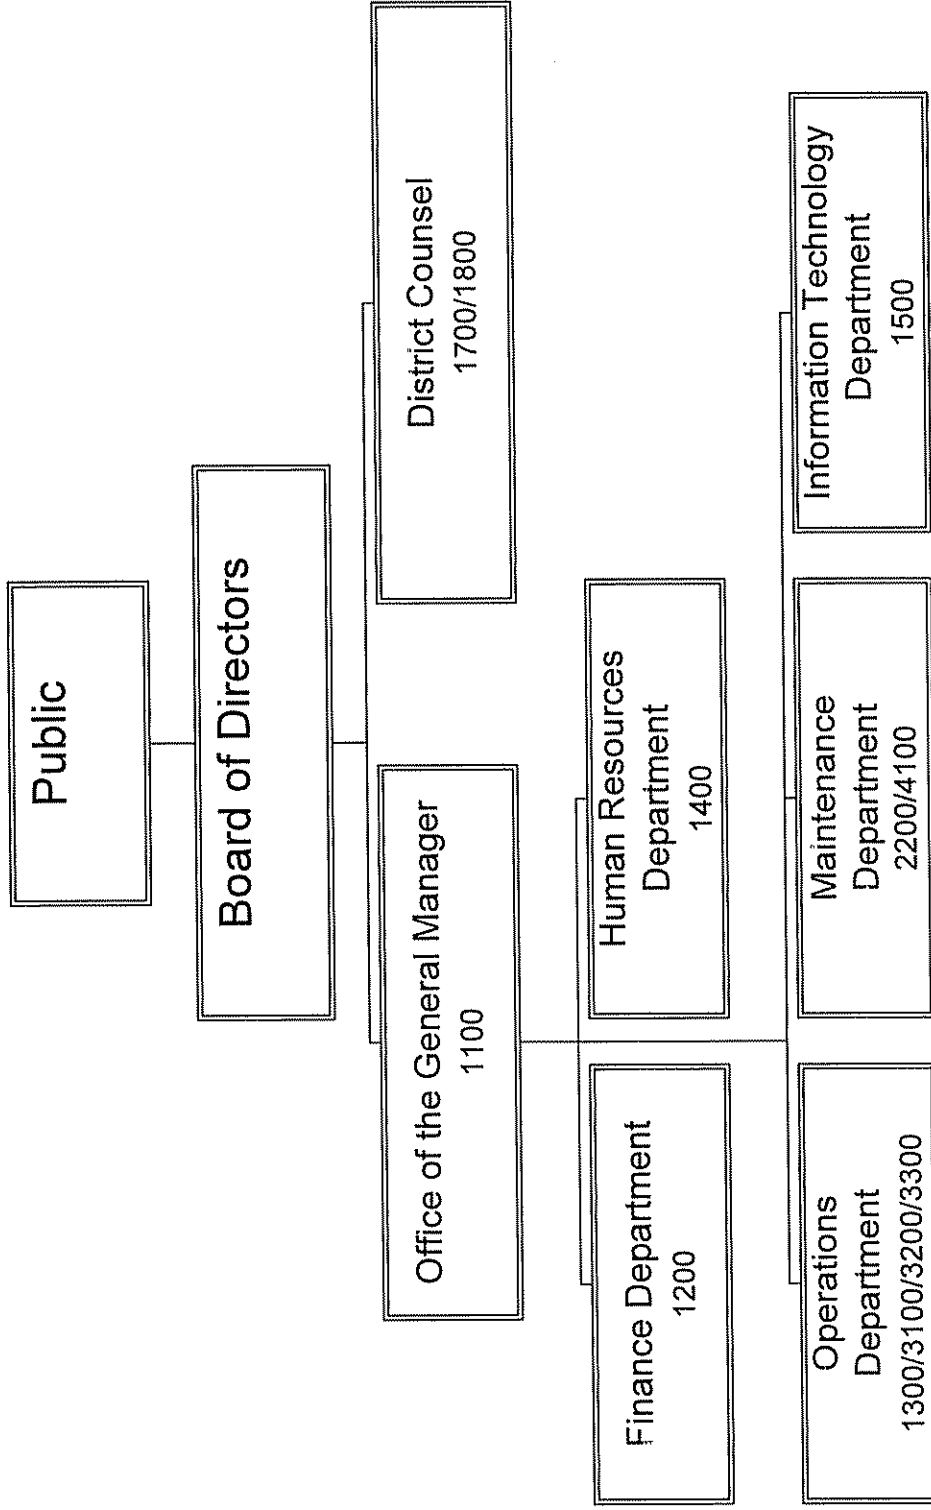 Public
Board of Directors
Office of the General Manager
1100
District Counsel
1700/1800
Finance Department
1200
Human Resources
Department
1400
Operations
Department
1300/3100/3200/3300
Maintenance
Department
2200/4100
Information Technology
Department
1500